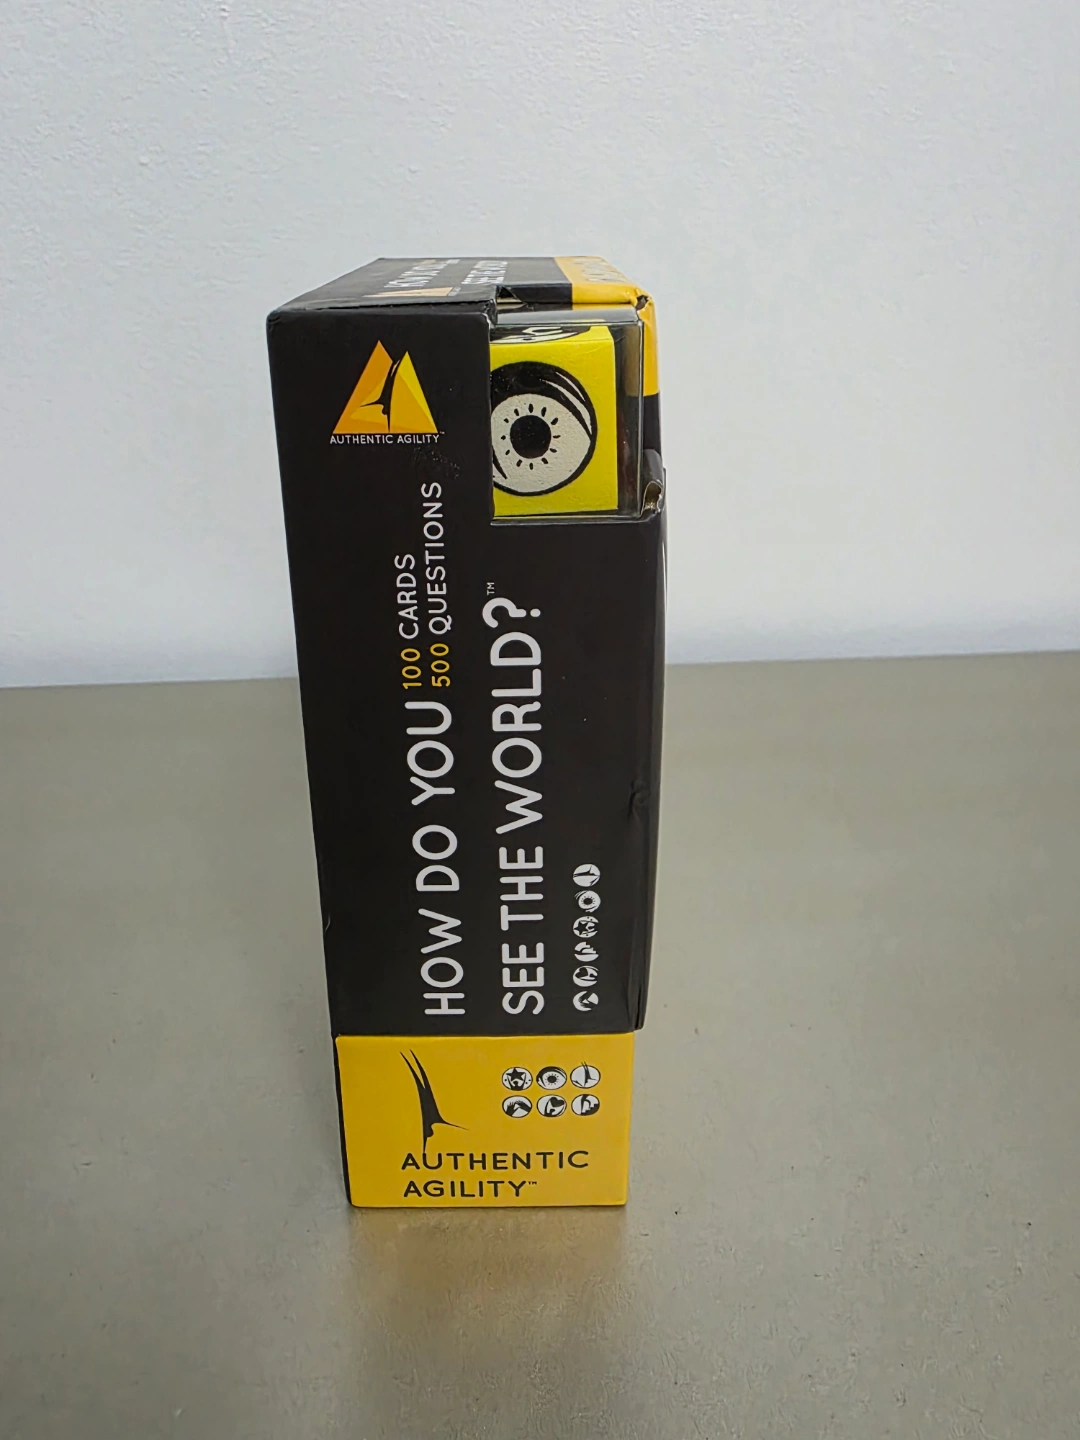 AUTHENTIC AGILITY™
100 CARDS
500 QUESTIONS
HOW DO YOU
SEE THE WORLD?™
AUTHENTIC
AGILITY™